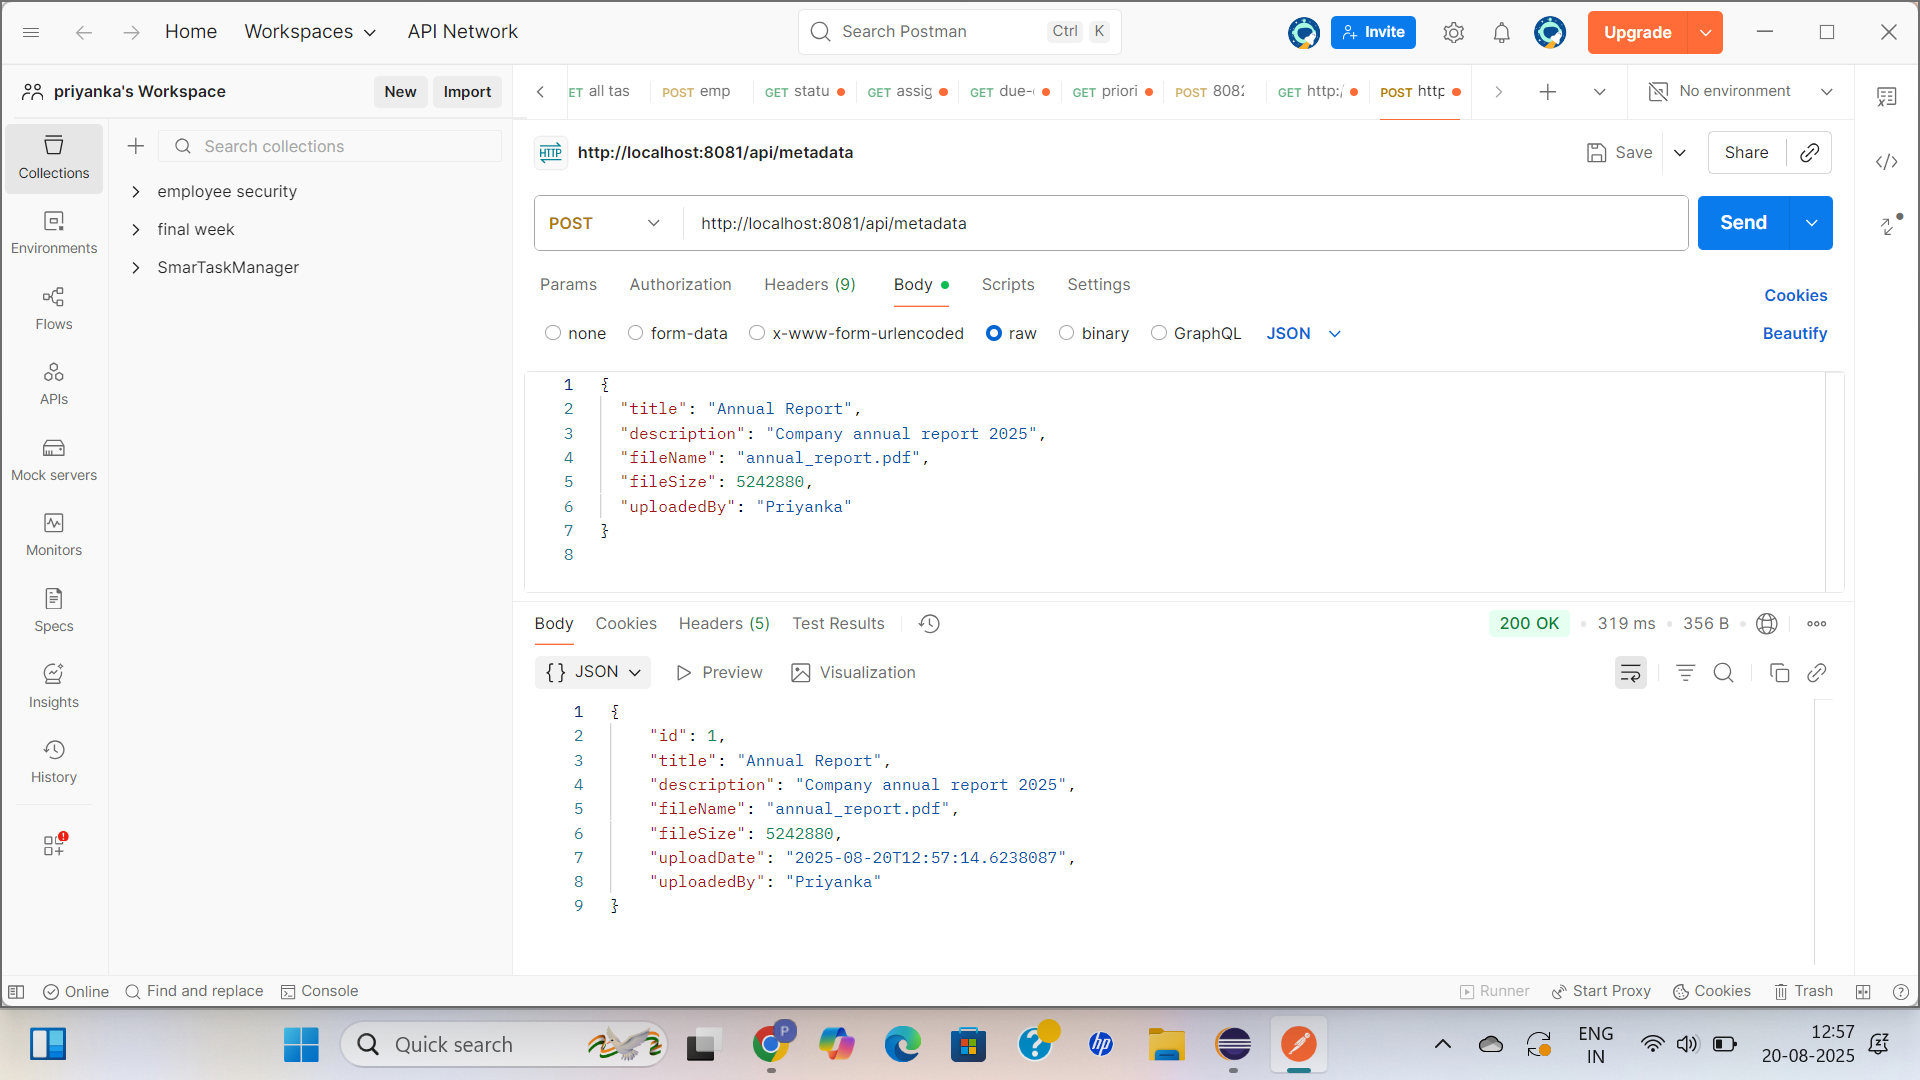 Home
Workspaces
API Network
Search Postman
Ctrl
K
Invite
Upgrade
priyanka's Workspace
New
Import
ET all tas
POST emp
GET statu
GET assig
GET due-
GET priori
POST 8082
GET http:/
POST http
No environment
Collections
Environments
Flows
APIs
Mock servers
Monitors
Specs
Insights
History
Search collections
employee security
final week
SmarTaskManager
HTTP
http://localhost:8081/api/metadata
Save
Share
POST
http://localhost:8081/api/metadata
Send
Params
Authorization
Headers (9)
Body
Scripts
Settings
Cookies
none
form-data
x-www-form-urlencoded
raw
binary
GraphQL
JSON
Beautify
1 {
2 "title": "Annual Report",
3 "description": "Company annual report 2025",
4 "fileName": "annual_report.pdf",
5 "fileSize": 5242880,
6 "uploadedBy": "Priyanka"
7 }
8
Body
Cookies
Headers (5)
Test Results
200 OK
319 ms
356 B
{} JSON
Preview
Visualization
1 {
2 "id": 1,
3 "title": "Annual Report",
4 "description": "Company annual report 2025",
5 "fileName": "annual_report.pdf",
6 "fileSize": 5242880,
7 "uploadDate": "2025-08-20T12:57:14.6238087",
8 "uploadedBy": "Priyanka"
9 }
Online
Find and replace
Console
Runner
Start Proxy
Cookies
Trash
Quick search
P
hp
ENG
IN
12:57
20-08-2025